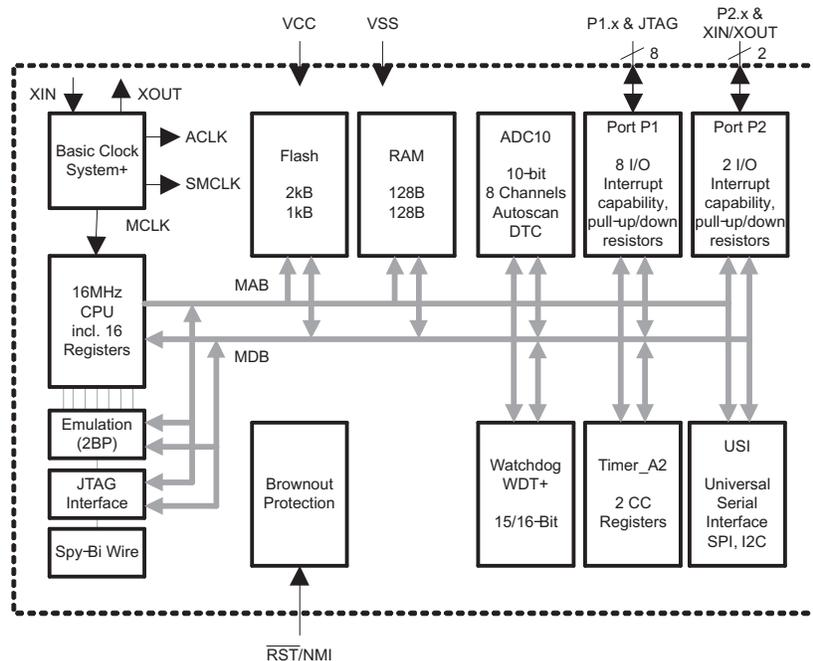 VCC
VSS
P1.x & JTAG
8
P2.x &
XIN/XOUT
2
XIN
XOUT
Basic Clock
System+
ACLK
SMCLK
MCLK
Flash
2kB
1kB
RAM
128B
128B
ADC10
10-bit
8 Channels
Autoscan
DTC
Port P1
8 I/O
Interrupt
capability,
pull-up/down
resistors
Port P2
2 I/O
Interrupt
capability,
pull-up/down
resistors
16MHz
CPU
incl. 16
Registers
MAB
MDB
Emulation
(2BP)
JTAG
Interface
Spy-Bi Wire
Brownout
Protection
RST/NMI
Watchdog
WDT+
15/16-Bit
Timer_A2
2 CC
Registers
USI
Universal
Serial
Interface
SPI, I2C